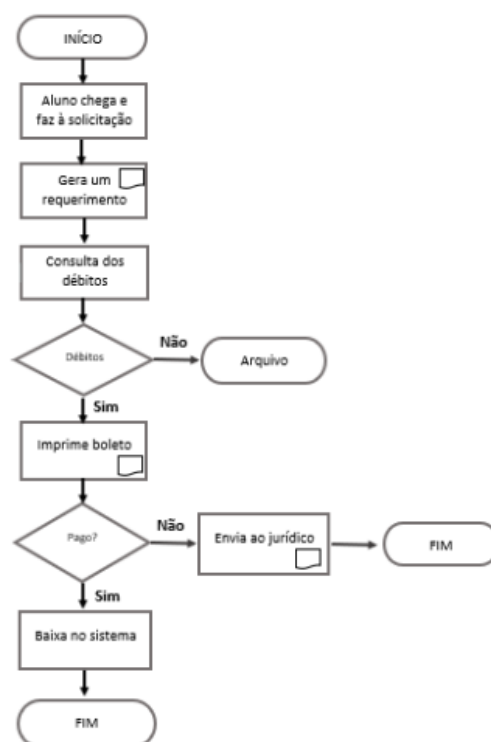 INÍCIO
Aluno chega e
faz à solicitação
Gera um
requerimento
Consulta dos
débitos
Débitos
Não
Arquivo
Sim
Imprime boleto
Pago?
Não
Envia ao jurídico
FIM
Sim
Baixa no sistema
FIM